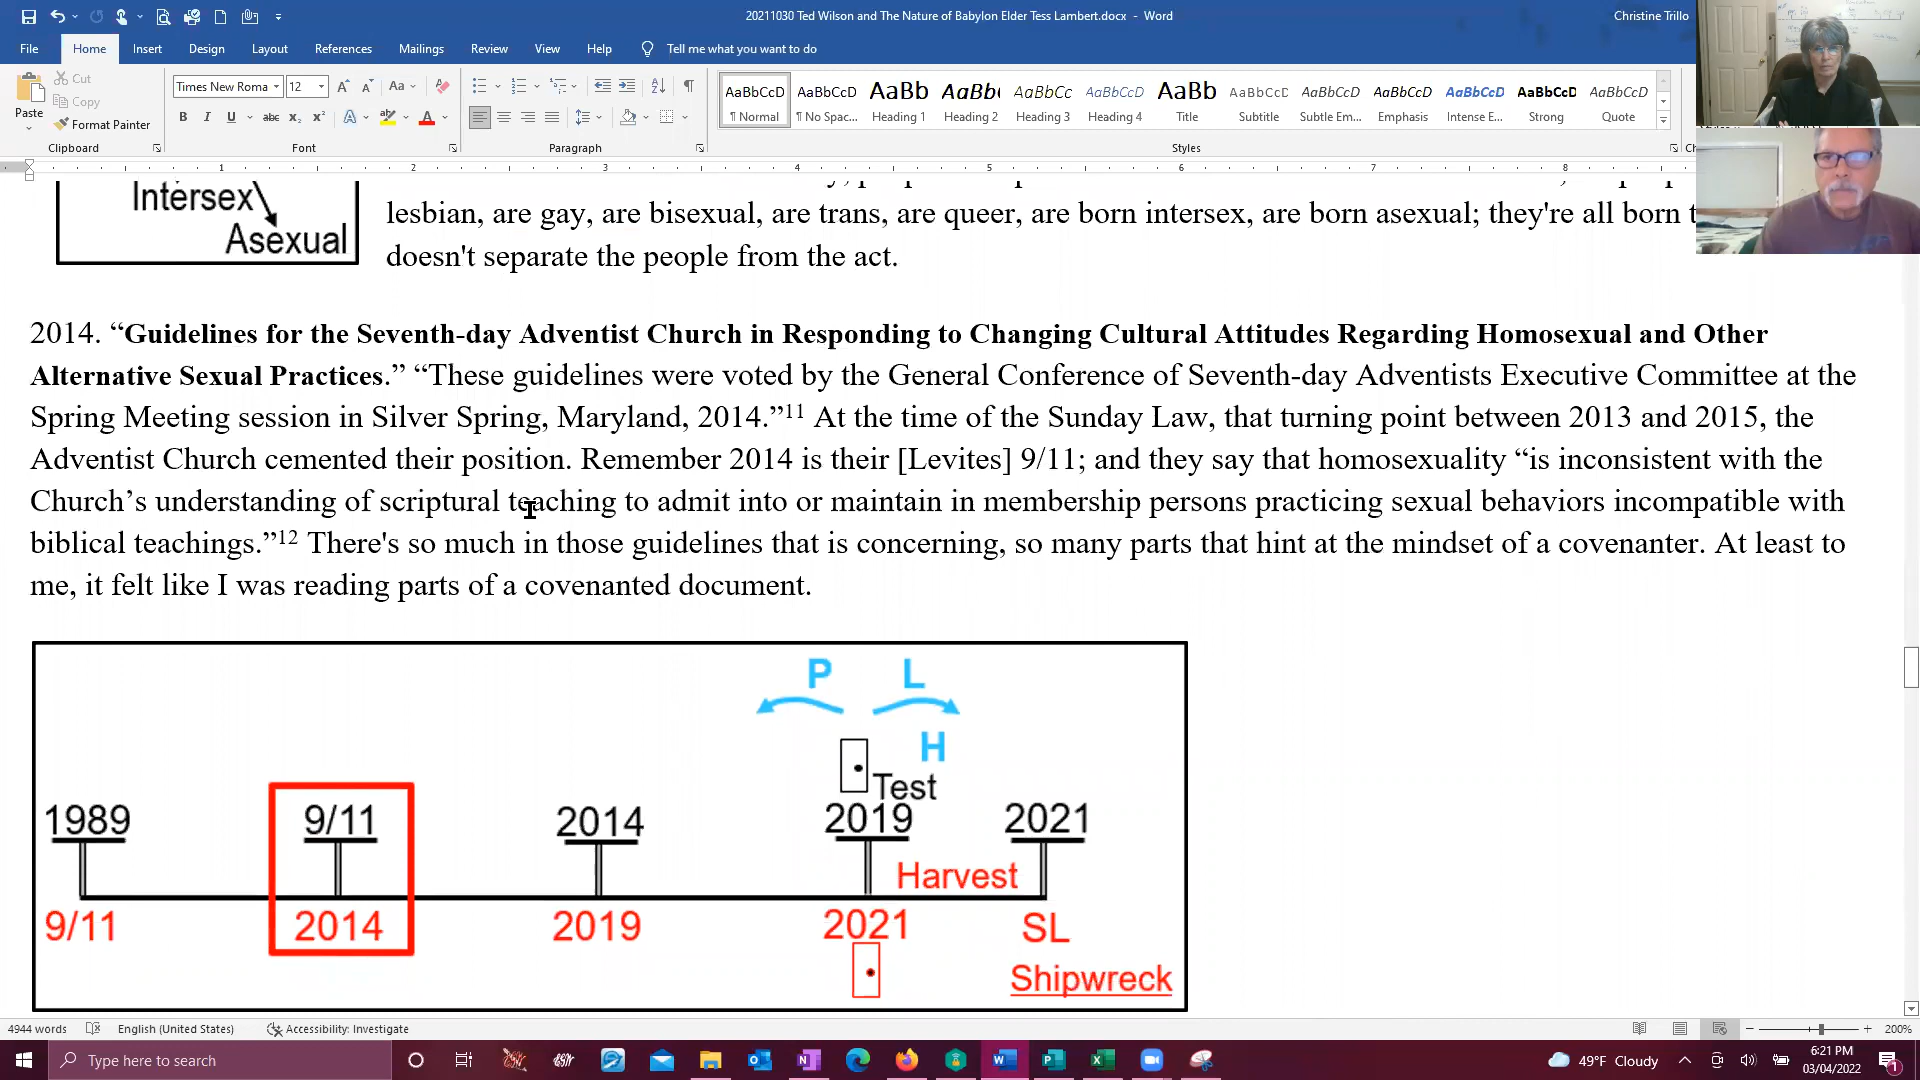 20211030 Ted Wilson and The Nature of Babylon Elder Tess Lambert.docx - Word
Christine Trillo
File Home Insert Design Layout References Mailings Review View Help Tell me what you want to do
Paste
Cut
Copy
Format Painter
Clipboard
Times New Roma 12
Font
Paragraph
AaBbCcD AaBbCcD AaBb AaBb AaBbCc AaBbCcD AaBb AaBbCcD AaBbCcD AaBbCcD AaBbCcD AaBbCcD AaBbCcD
¶ Normal ¶ No Spac... Heading 1 Heading 2 Heading 3 Heading 4 Title Subtitle Subtle Em... Emphasis Intense E... Strong Quote
Styles
1 2 3 4 5 6 7 8
Intersex
Asexual
lesbian, are gay, are bisexual, are trans, are queer, are born intersex, are born asexual; they're all born
doesn't separate the people from the act.
2014. “Guidelines for the Seventh-day Adventist Church in Responding to Changing Cultural Attitudes Regarding Homosexual and Other
Alternative Sexual Practices.” “These guidelines were voted by the General Conference of Seventh-day Adventists Executive Committee at the
Spring Meeting session in Silver Spring, Maryland, 2014.”11 At the time of the Sunday Law, that turning point between 2013 and 2015, the
Adventist Church cemented their position. Remember 2014 is their [Levites] 9/11; and they say that homosexuality “is inconsistent with the
Church’s understanding of scriptural teaching to admit into or maintain in membership persons practicing sexual behaviors incompatible with
biblical teachings.”12 There's so much in those guidelines that is concerning, so many parts that hint at the mindset of a covenanter. At least to
me, it felt like I was reading parts of a covenanted document.
P L
H
Test
1989 9/11 2014 2019 2021
Harvest
9/11 2014 2019 2021 SL
Shipwreck
4944 words English (United States) Accessibility: Investigate 200%
Type here to search
49°F Cloudy
6:21 PM
03/04/2022
1